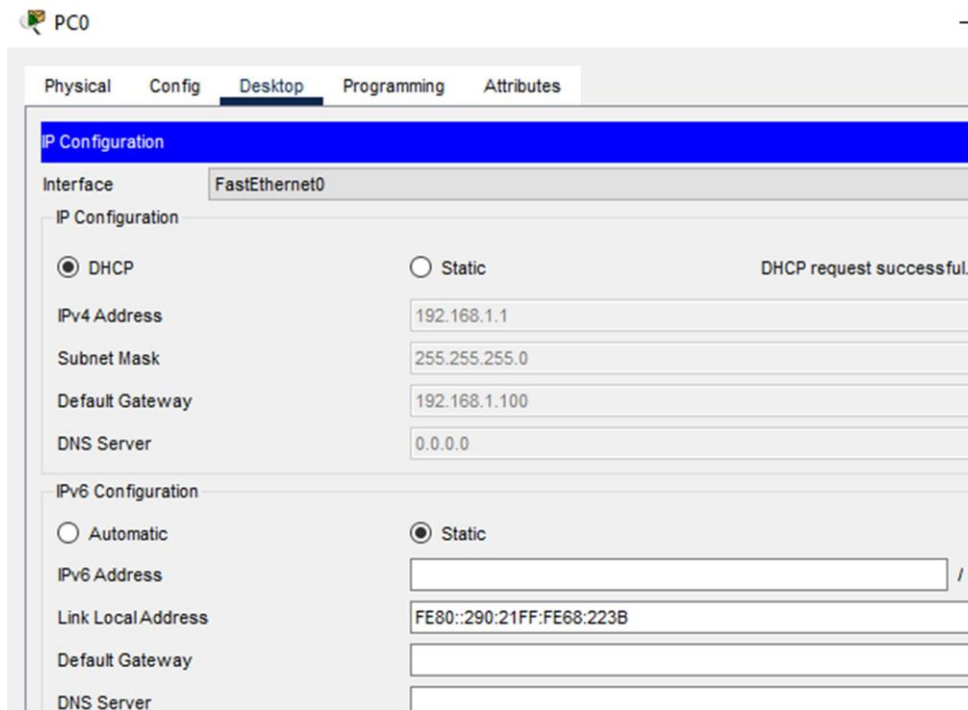 PC0
Physical Config Desktop Programming Attributes
IP Configuration
Interface FastEthernet0
IP Configuration
DHCP Static DHCP request successful.
IPv4 Address 192.168.1.1
Subnet Mask 255.255.255.0
Default Gateway 192.168.1.100
DNS Server 0.0.0.0
IPv6 Configuration
Automatic Static
IPv6 Address /
Link Local Address FE80::290:21FF:FE68:223B
Default Gateway
DNS Server